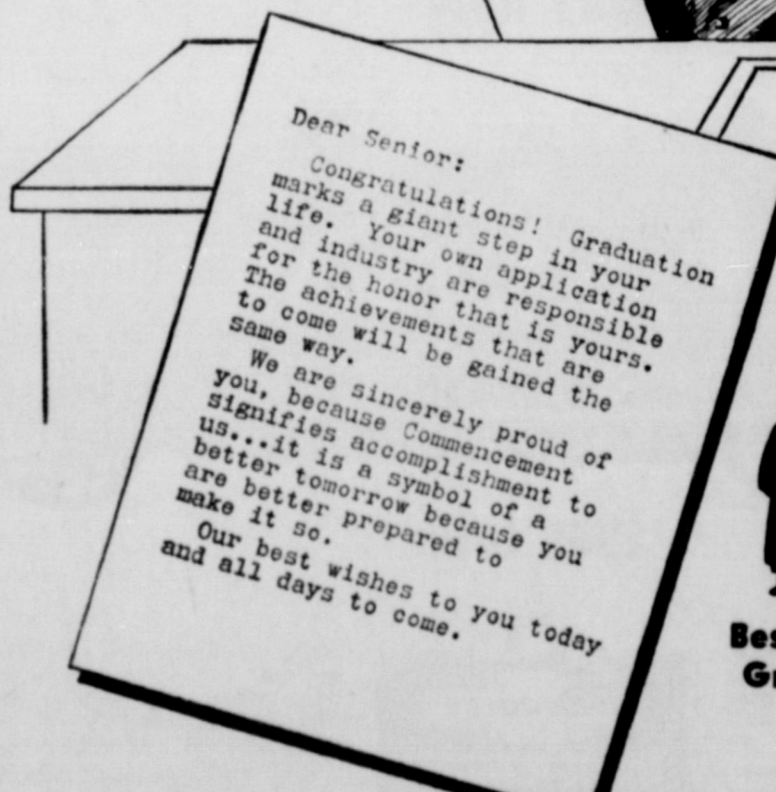 Dear Senior:
Congratulations! Graduation
marks a giant step in your
life. Your own application
and industry are responsible
for the honor that is yours.
The achievements that are
to come will be gained the
same way.
We are sincerely proud of
you, because Commencement
signifies accomplishment to
us...it is a symbol of a
better tomorrow because you
are better prepared to
make it so.
Our best wishes to you today
and all days to come.